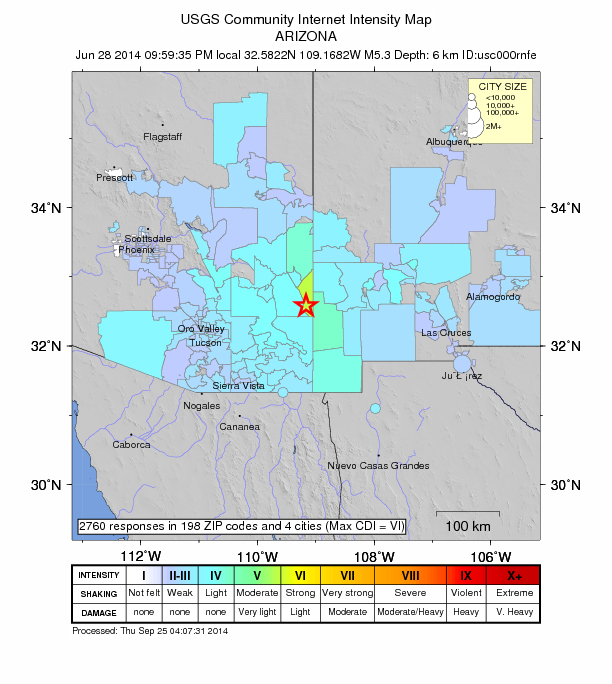 USGS Community Internet Intensity Map
ARIZONA
Jun 28 2014 09:59:35 PM local 32.5822N 109.1682W M5.3 Depth: 6 km ID:usc000rnfe
CITY SIZE
<10,000
10,000+
100,000+
2M+
Flagstaff
Albuquerque
Prescott
34°N
34°N
Scottsdale
Phoenix
Alamogordo
Oro Valley
Las Cruces
32°N
Tucson
32°N
Ju Ł ¡rez
Sierra Vista
Nogales
Cananea
Caborca
Nuevo Casas Grandes
30°N
30°N
2760 responses in 198 ZIP codes and 4 cities (Max CDI = VI)
100 km
112°W 110°W 108°W 106°W
INTENSITY I II-III IV V VI VII VIII IX X+
SHAKING Not felt Weak Light Moderate Strong Very strong Severe Violent Extreme
DAMAGE none none none Very light Light Moderate Moderate/Heavy Heavy V. Heavy
Processed: Thu Sep 25 04:07:31 2014